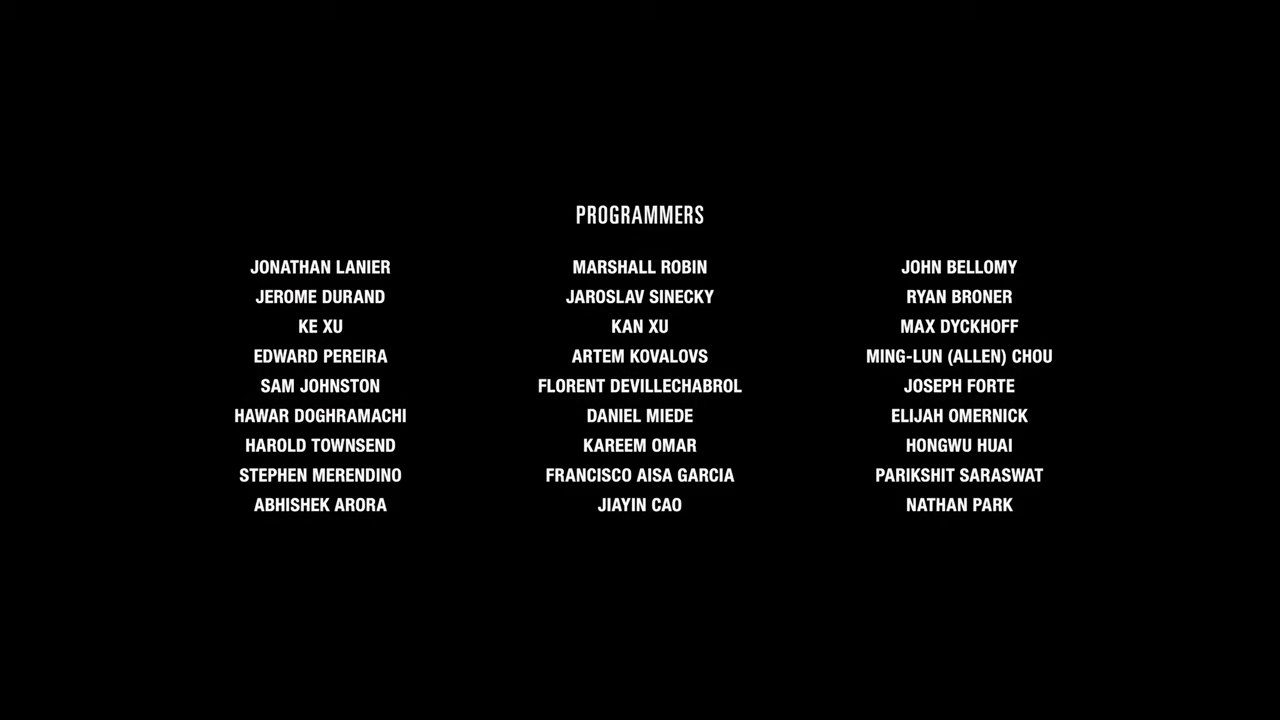 PROGRAMMERS
JONATHAN LANIER MARSHALL ROBIN JOHN BELLOMY
JEROME DURAND JAROSLAV SINECKY RYAN BRONER
KE XU KAN XU MAX DYCKHOFF
EDWARD PEREIRA ARTEM KOVALOVS MING-LUN (ALLEN) CHOU
SAM JOHNSTON FLORENT DEVILLECHABROL JOSEPH FORTE
HAWAR DOGHRAMACHI DANIEL MIEDE ELIJAH OMERNICK
HAROLD TOWNSEND KAREEM OMAR HONGWU HUAI
STEPHEN MERENDINO FRANCISCO AISA GARCIA PARIKSHIT SARASWAT
ABHISHEK ARORA JIAYIN CAO NATHAN PARK